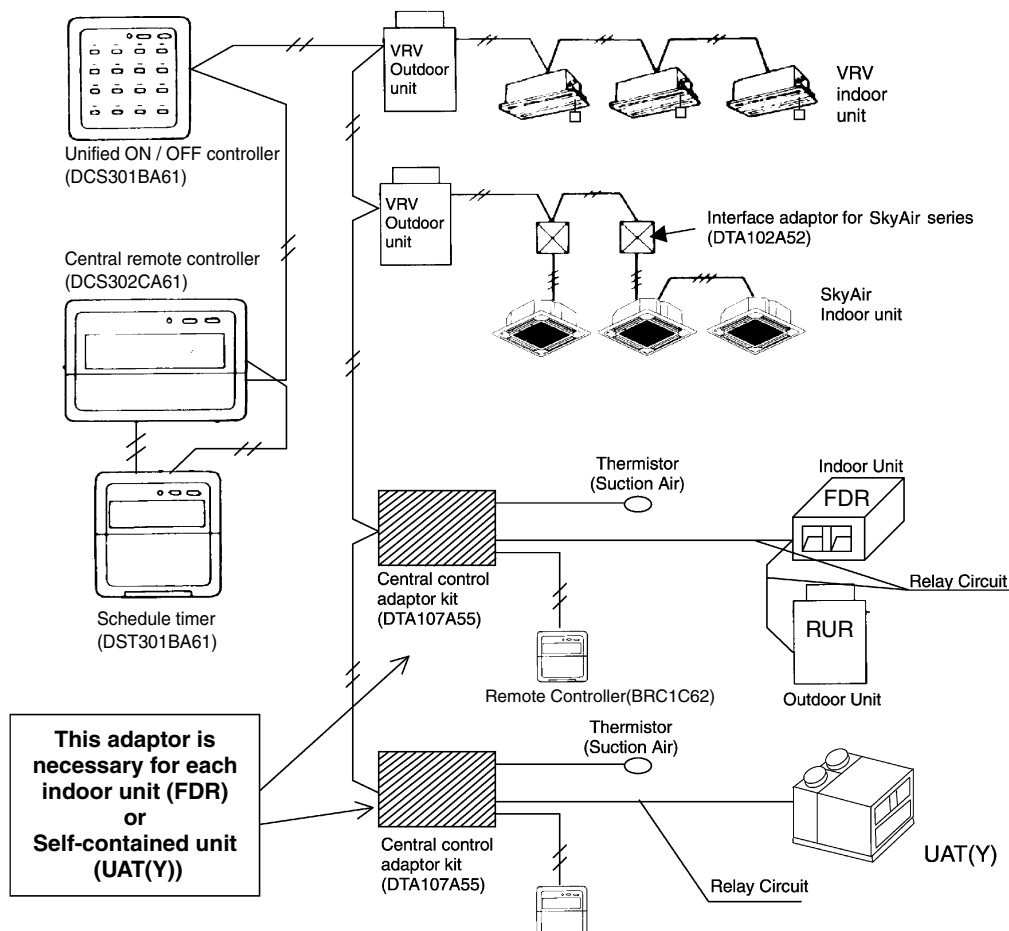 VRV
Outdoor
unit
VRV
indoor
unit
Unified ON / OFF controller
(DCS301BA61)
VRV
Outdoor
unit
Interface adaptor for SkyAir series
(DTA102A52)
Central remote controller
(DCS302CA61)
SkyAir
Indoor unit
Thermistor
(Suction Air)
Indoor Unit
FDR
Central control
adaptor kit
(DTA107A55)
Relay Circuit
Schedule timer
(DST301BA61)
RUR
Remote Controller(BRC1C62)
Outdoor Unit
This adaptor is
necessary for each
indoor unit (FDR)
or
Self-contained unit
(UAT(Y))
Thermistor
(Suction Air)
Central control
adaptor kit
(DTA107A55)
UAT(Y)
Relay Circuit